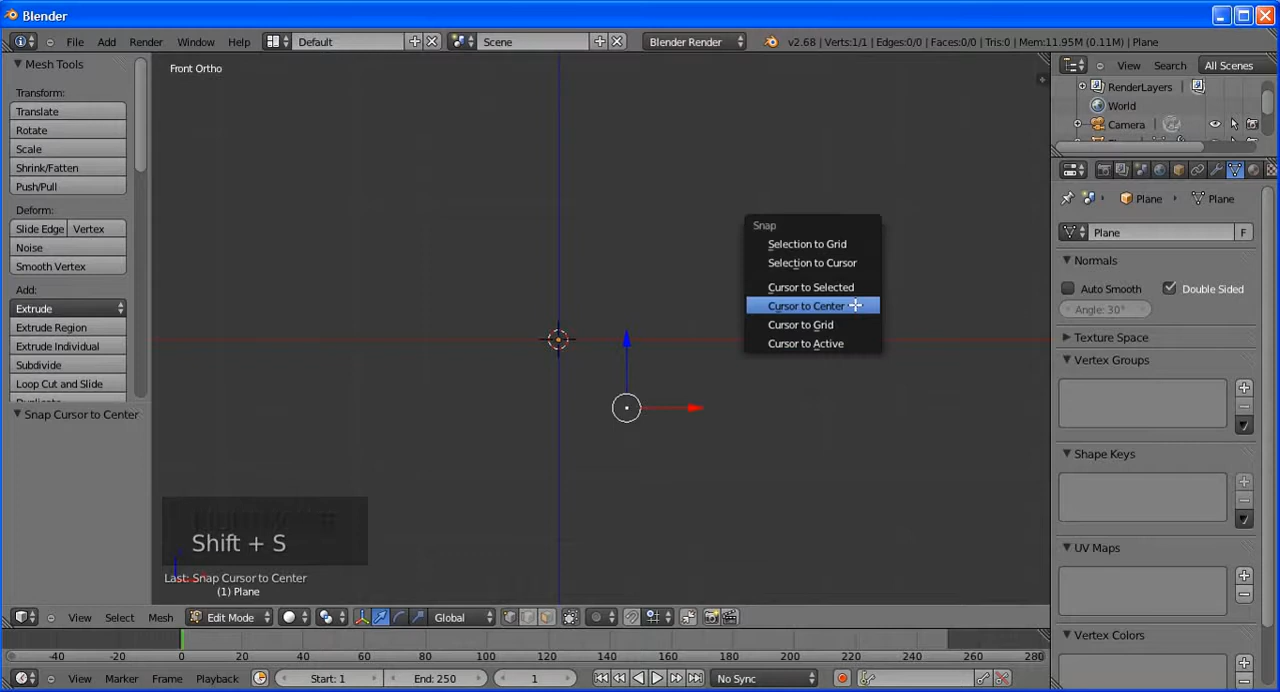 Blender
File Add Render Window Help Default Scene Blender Render v2.68 | Verts:1/1 | Edges:0/0 | Faces:0/0 | Tris:0 | Mem:11.95M (0.11M) | Plane
Mesh Tools
Transform:
Translate
Rotate
Scale
Shrink/Fatten
Push/Pull
Deform:
Slide Edge Vertex
Noise
Smooth Vertex
Add:
Extrude
Extrude Region
Extrude Individual
Subdivide
Loop Cut and Slide
Snap Cursor to Center
Front Ortho
Snap
Selection to Grid
Selection to Cursor
Cursor to Selected
Cursor to Center
Cursor to Grid
Cursor to Active
Shift + S
Last: Snap Cursor to Center
(1) Plane
View Search All Scenes
RenderLayers
World
Camera
Plane Plane
Plane F
Normals
Auto Smooth Double Sided
Angle: 30°
Texture Space
Vertex Groups
Shape Keys
UV Maps
Vertex Colors
View Select Mesh Edit Mode Global
-40 -20 0 20 40 60 80 100 120 140 160 180 200 220 240 260 280
View Marker Frame Playback Start: 1 End: 250 1 No Sync